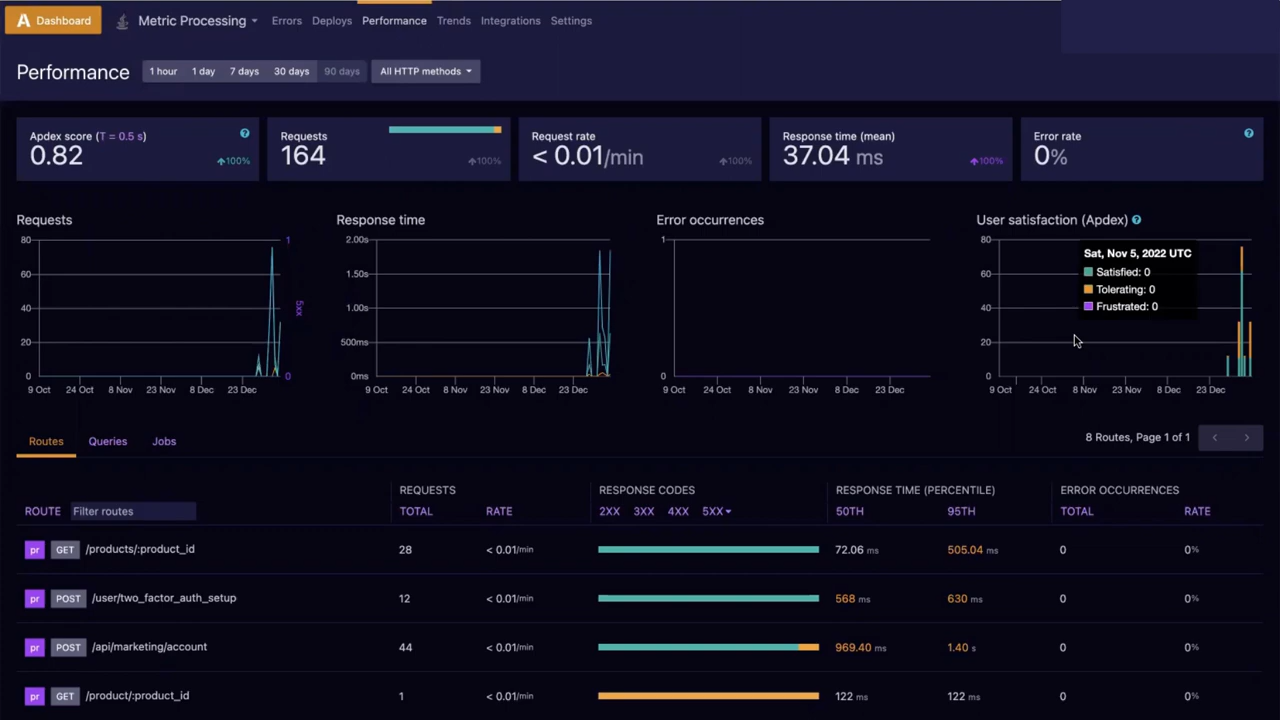 Dashboard Metric Processing Errors Deploys Performance Trends Integrations Settings
Performance 1 hour 1 day 7 days 30 days 90 days All HTTP methods
Apdex score (T = 0.5 s) ?
0.82 100%
Requests
164 100%
Request rate
< 0.01/min 100%
Response time (mean)
37.04 ms 100%
Error rate ?
0%
Requests
80
60
40
20
0
1
5xx
0
9 Oct 24 Oct 8 Nov 23 Nov 8 Dec 23 Dec
Response time
2.00s
1.50s
1.00s
500ms
0ms
9 Oct 24 Oct 8 Nov 23 Nov 8 Dec 23 Dec
Error occurrences
1
0
9 Oct 24 Oct 8 Nov 23 Nov 8 Dec 23 Dec
User satisfaction (Apdex) ?
80
60
40
20
0
Sat, Nov 5, 2022 UTC
Satisfied: 0
Tolerating: 0
Frustrated: 0
9 Oct 24 Oct 8 Nov 23 Nov 8 Dec 23 Dec
Routes Queries Jobs 8 Routes, Page 1 of 1
REQUESTS RESPONSE CODES RESPONSE TIME (PERCENTILE) ERROR OCCURRENCES
ROUTE Filter routes TOTAL RATE 2XX 3XX 4XX 5XX 50TH 95TH TOTAL RATE
pr GET /products/:product_id 28 < 0.01/min 72.06 ms 505.04 ms 0 0%
pr POST /user/two_factor_auth_setup 12 < 0.01/min 568 ms 630 ms 0 0%
pr POST /api/marketing/account 44 < 0.01/min 969.40 ms 1.40 s 0 0%
pr GET /product/:product_id 1 < 0.01/min 122 ms 122 ms 0 0%